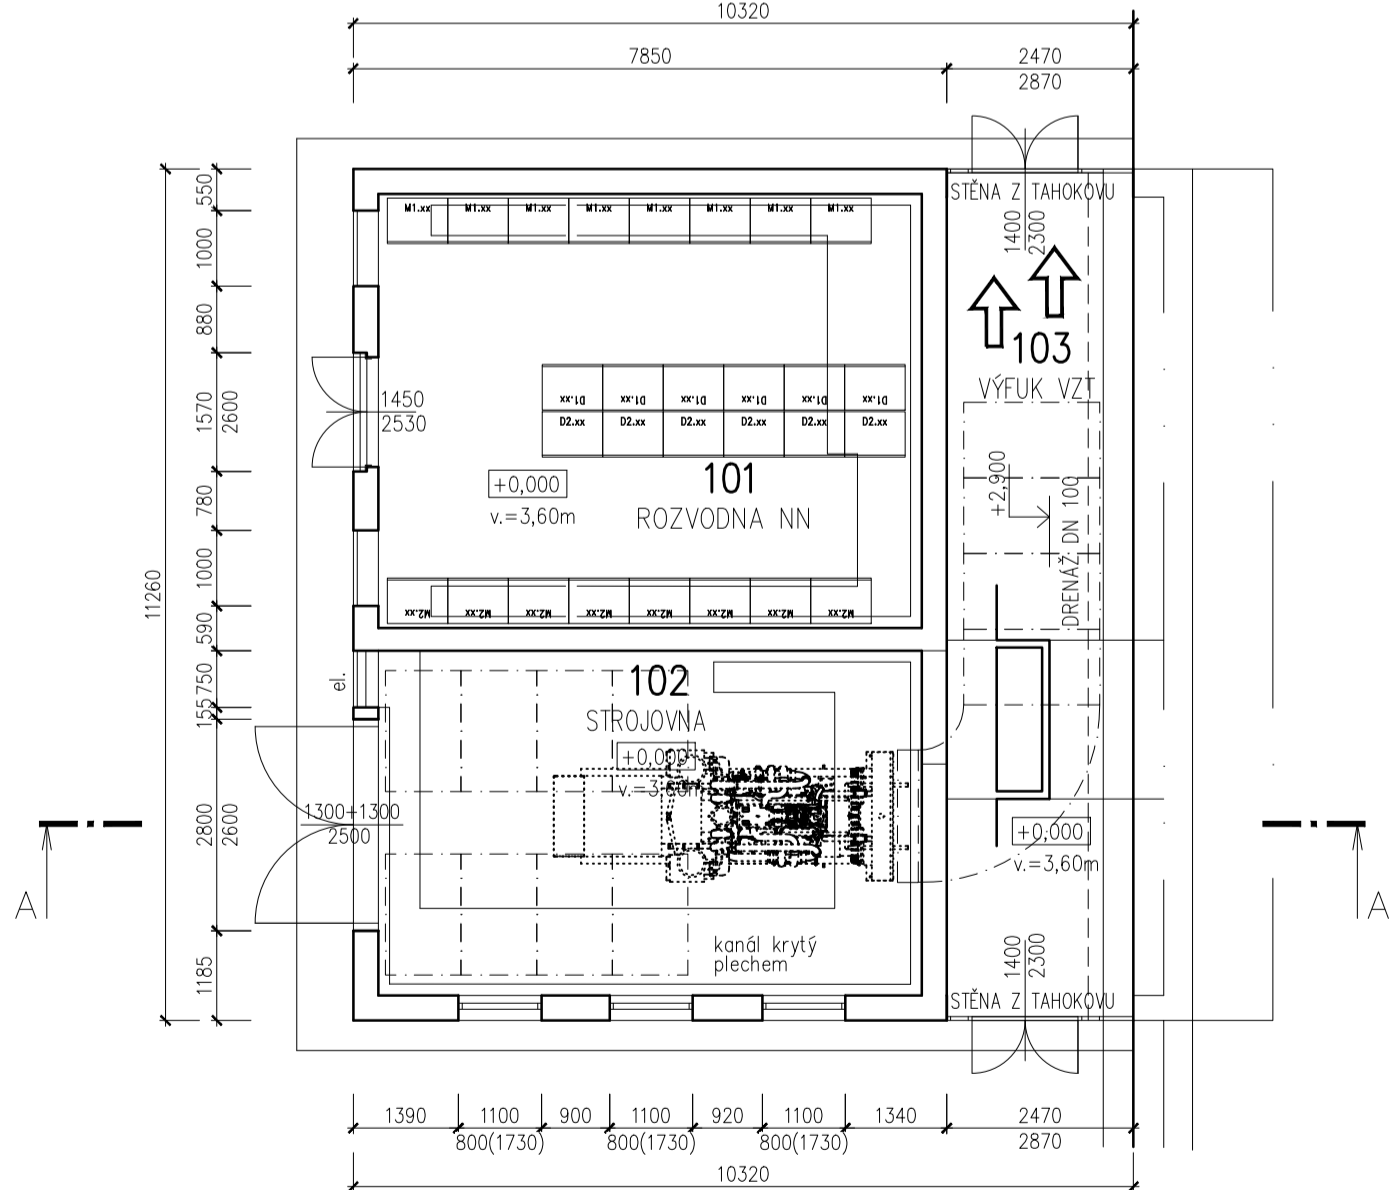 10320
7850
2470
2870
STĚNA Z TAHOKOVU
1400
2300
M1.xx M1.xx M1.xx M1.xx M1.xx M1.xx M1.xx M1.xx
550
1000
880
1570
2600
780
1000
590
750
155
2800
2600
1185
11260
103
VÝFUK VZT
1450
2530
D1.xx D1.xx D1.xx D1.xx D1.xx D1.xx
D2.xx D2.xx D2.xx D2.xx D2.xx D2.xx
+0,000
v.=3,60m
101
ROZVODNA NN
+2,900
DRENÁŽ DN 100
M2.xx M2.xx M2.xx M2.xx M2.xx M2.xx M2.xx M2.xx
el.
102
STROJOVNA
+0,000
v.=3,60m
1300+1300
2500
+0,000
v.=3,60m
A
A
kanál krytý
plechem
1400
2300
STĚNA Z TAHOKOVU
1390 1100 900 1100 920 1100 1340 2470
800(1730) 800(1730) 800(1730) 2870
10320